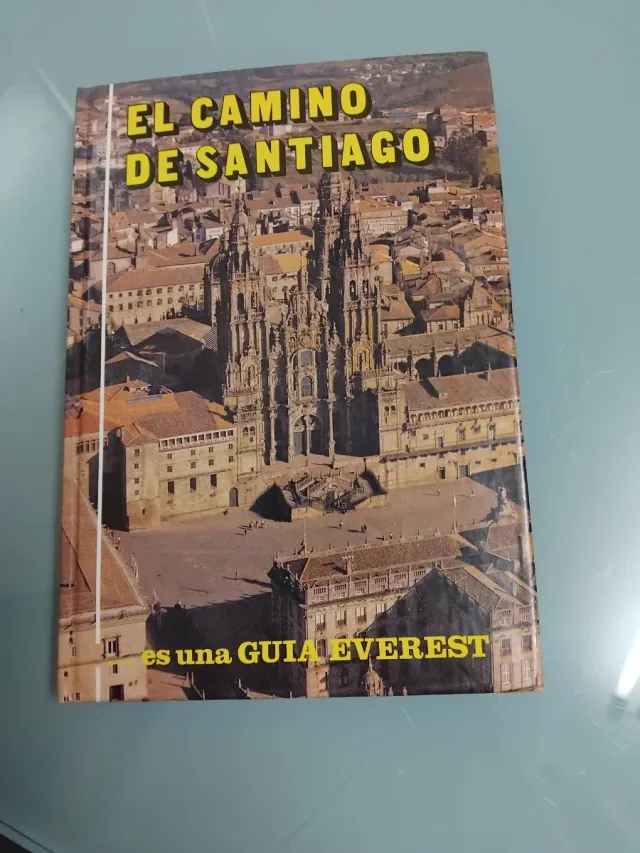 EL CAMINO
DE SANTIAGO
... es una GUIA EVEREST